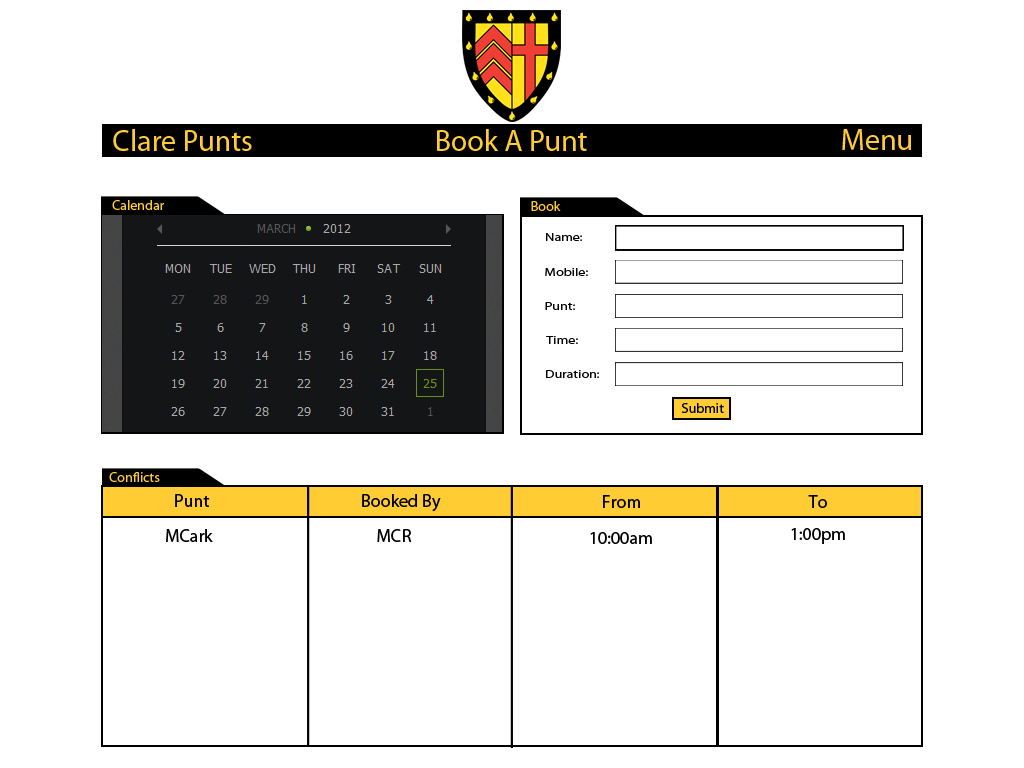 Clare Punts Book A Punt Menu
Calendar
MARCH • 2012
MON TUE WED THU FRI SAT SUN
27 28 29 1 2 3 4
5 6 7 8 9 10 11
12 13 14 15 16 17 18
19 20 21 22 23 24 25
26 27 28 29 30 31 1
Book
Name:
Mobile:
Punt:
Time:
Duration:
Submit
Conflicts
Punt Booked By From To
MCark MCR 10:00am 1:00pm